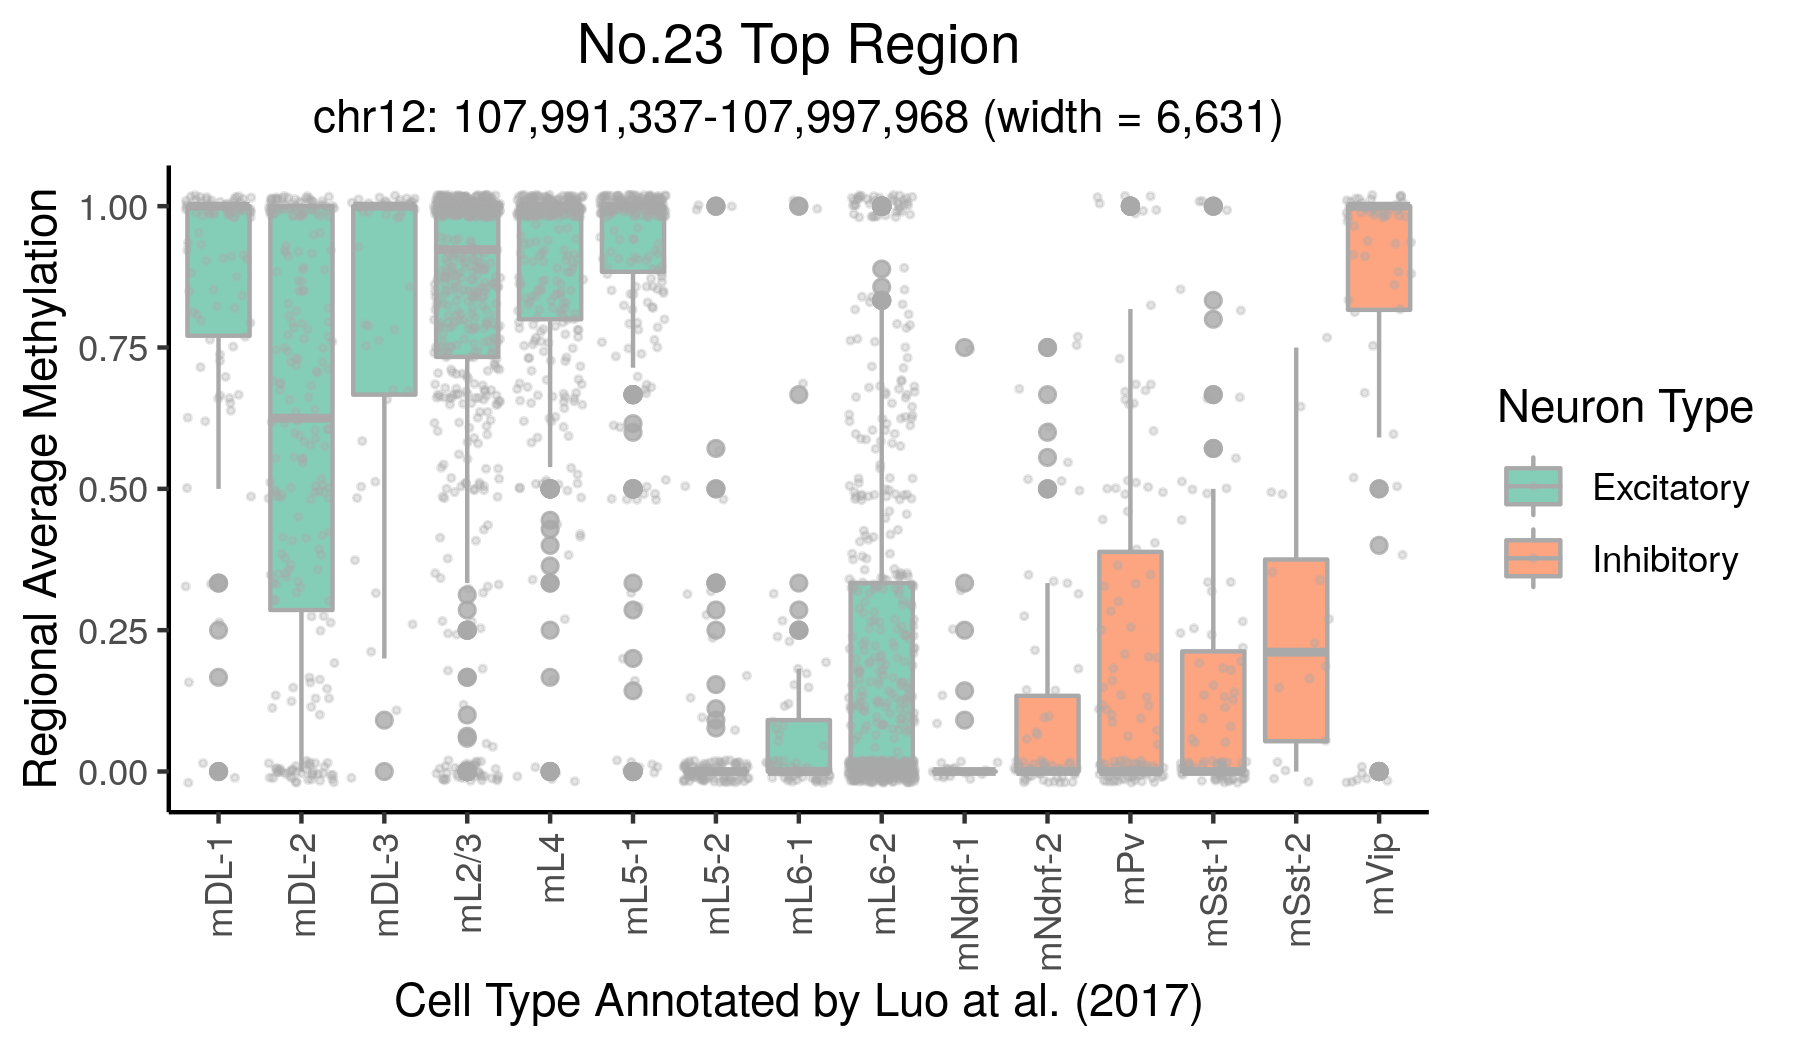 No.23 Top Region
chr12: 107,991,337-107,997,968 (width = 6,631)
Regional Average Methylation
1.00
0.75
0.50
0.25
0.00
mDL-1
mDL-2
mDL-3
mL2/3
mL4
mL5-1
mL5-2
mL6-1
mL6-2
mNdnf-1
mNdnf-2
mPv
mSst-1
mSst-2
mVip
Cell Type Annotated by Luo at al. (2017)
Neuron Type
Excitatory
Inhibitory